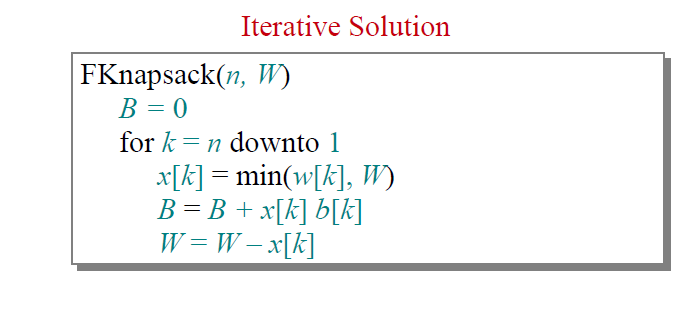 Iterative Solution
FKnapsack(n, W)
B = 0
for k = n downto 1
x[k] = min(w[k], W)
B = B + x[k] b[k]
W = W – x[k]